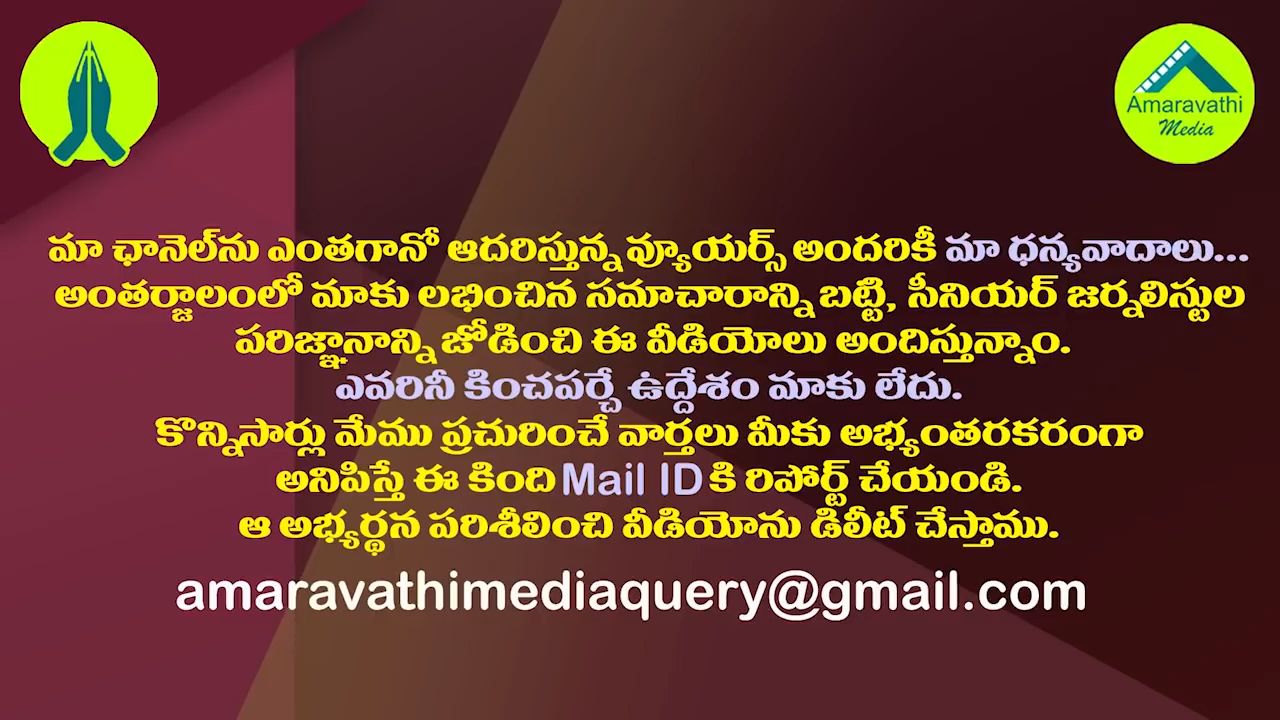 Amaravathi
Media
మా ఛానెల్‌ను ఎంతగానో ఆదరిస్తున్న వ్యూయర్స్ అందరికీ మా ధన్యవాదాలు...
అంతర్జాలంలో మాకు లభించిన సమాచారాన్ని బట్టి, సీనియర్ జర్నలిస్టుల
పరిజ్ఞానాన్ని జోడించి ఈ వీడియోలు అందిస్తున్నాం.
ఎవరినీ కించపర్చే ఉద్దేశం మాకు లేదు.
కొన్నిసార్లు మేము ప్రచురించే వార్తలు మీకు అభ్యంతరకరంగా
అనిపిస్తే ఈ కింది Mail ID కి రిపోర్ట్ చేయండి.
ఆ అభ్యర్థన పరిశీలించి వీడియోను డిలీట్ చేస్తాము.
amaravathimediaquery@gmail.com